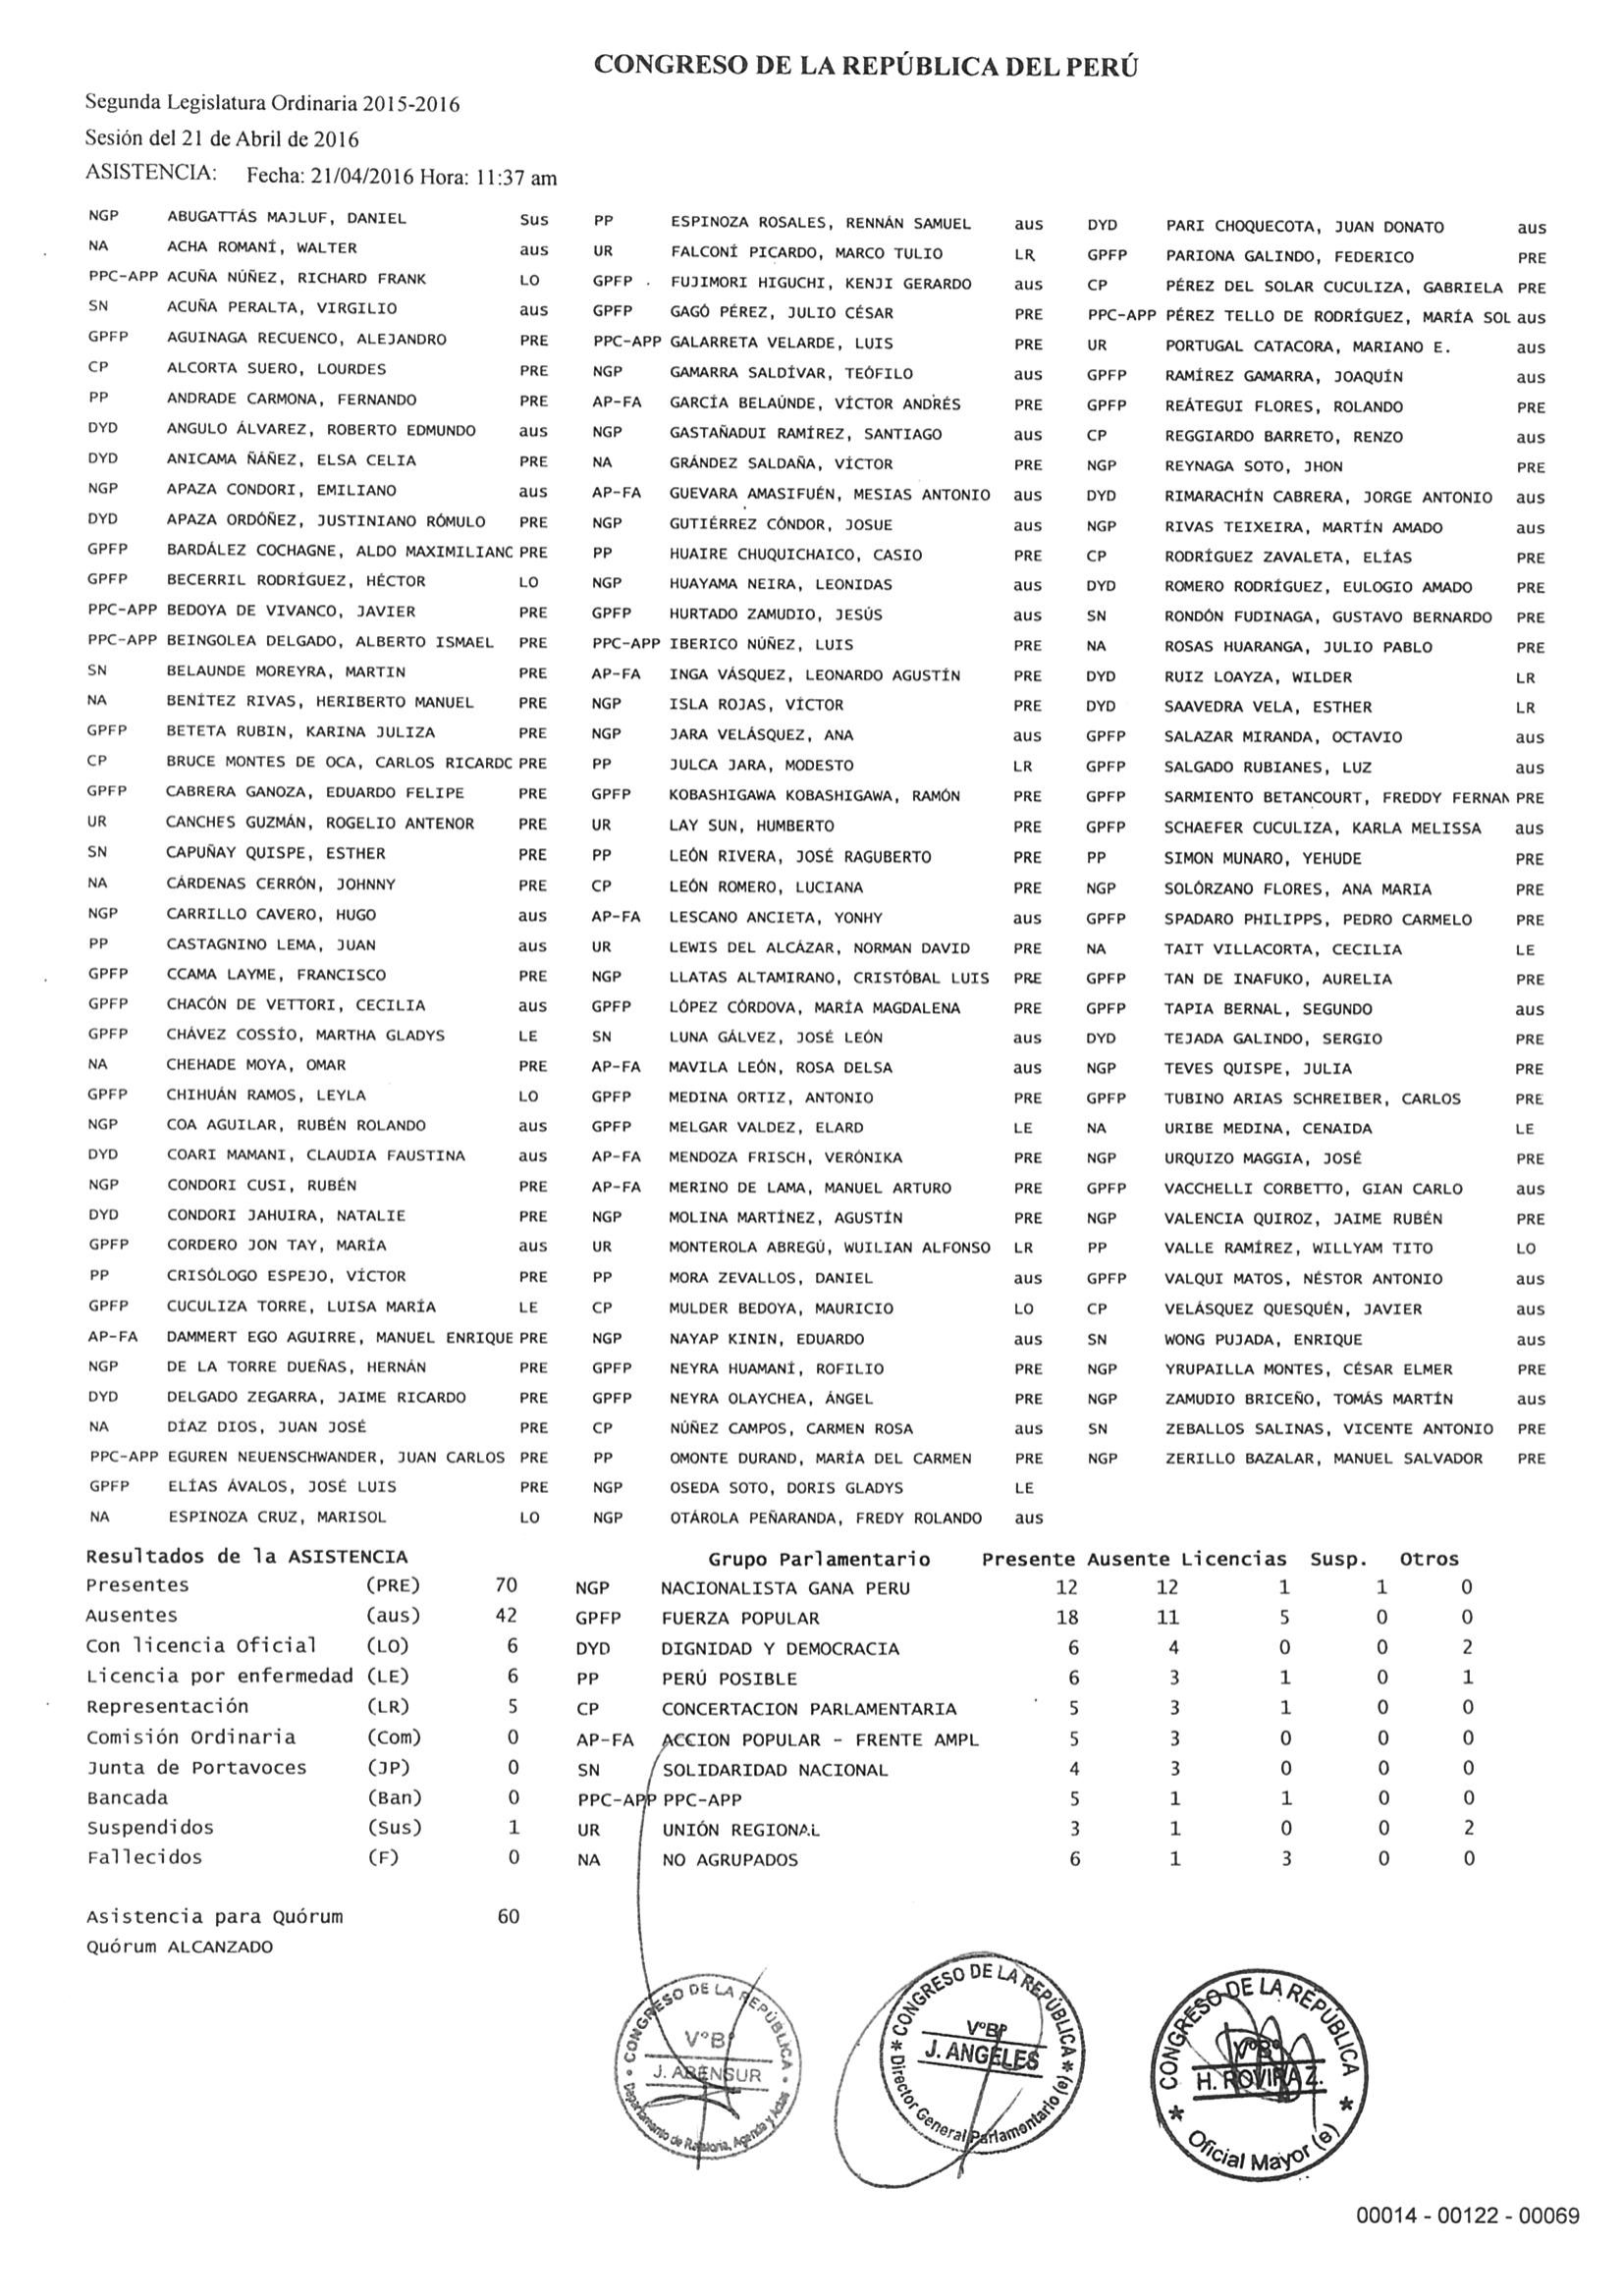 CONGRESO DE LA REPÚBLICA DEL PERÚ
Segunda Legislatura Ordinaria 2015-2016
Sesión del 21 de Abril de 2016
ASISTENCIA: Fecha: 21/04/2016 Hora: 11:37 am
NGP ABUGATTÁS MAJLUF, DANIEL Sus
NA ACHA ROMANÍ, WALTER aus
PPC-APP ACUÑA NÚÑEZ, RICHARD FRANK LO
SN ACUÑA PERALTA, VIRGILIO aus
GPFP AGUINAGA RECUENCO, ALEJANDRO PRE
CP ALCORTA SUERO, LOURDES PRE
PP ANDRADE CARMONA, FERNANDO PRE
DYD ANGULO ÁLVAREZ, ROBERTO EDMUNDO aus
DYD ANICAMA ÑÁÑEZ, ELSA CELIA PRE
NGP APAZA CONDORI, EMILIANO aus
DYD APAZA ORDÓÑEZ, JUSTINIANO RÓMULO PRE
GPFP BARDÁLEZ COCHAGNE, ALDO MAXIMILIANC PRE
GPFP BECERRIL RODRÍGUEZ, HÉCTOR LO
PPC-APP BEDOYA DE VIVANCO, JAVIER PRE
PPC-APP BEINGOLEA DELGADO, ALBERTO ISMAEL PRE
SN BELAUNDE MOREYRA, MARTIN PRE
NA BENÍTEZ RIVAS, HERIBERTO MANUEL PRE
GPFP BETETA RUBIN, KARINA JULIZA PRE
CP BRUCE MONTES DE OCA, CARLOS RICARDC PRE
GPFP CABRERA GANOZA, EDUARDO FELIPE PRE
UR CANCHES GUZMÁN, ROGELIO ANTENOR PRE
SN CAPUÑAY QUISPE, ESTHER PRE
NA CÁRDENAS CERRÓN, JOHNNY PRE
NGP CARRILLO CAVERO, HUGO aus
PP CASTAGNINO LEMA, JUAN aus
GPFP CCAMA LAYME, FRANCISCO PRE
GPFP CHACÓN DE VETTORI, CECILIA aus
GPFP CHÁVEZ COSSÍO, MARTHA GLADYS LE
NA CHEHADE MOYA, OMAR PRE
GPFP CHIHUÁN RAMOS, LEYLA LO
NGP COA AGUILAR, RUBÉN ROLANDO aus
DYD COARI MAMANI, CLAUDIA FAUSTINA aus
NGP CONDORI CUSI, RUBÉN PRE
DYD CONDORI JAHUIRA, NATALIE PRE
GPFP CORDERO JON TAY, MARÍA aus
PP CRISÓLOGO ESPEJO, VÍCTOR PRE
GPFP CUCULIZA TORRE, LUISA MARÍA LE
AP-FA DAMMERT EGO AGUIRRE, MANUEL ENRIQUE PRE
NGP DE LA TORRE DUEÑAS, HERNÁN PRE
DYD DELGADO ZEGARRA, JAIME RICARDO PRE
NA DÍAZ DIOS, JUAN JOSÉ PRE
PPC-APP EGUREN NEUENSCHWANDER, JUAN CARLOS PRE
GPFP ELÍAS ÁVALOS, JOSÉ LUIS PRE
NA ESPINOZA CRUZ, MARISOL LO
PP ESPINOZA ROSALES, RENNÁN SAMUEL aus
UR FALCONÍ PICARDO, MARCO TULIO LR
GPFP FUJIMORI HIGUCHI, KENJI GERARDO aus
GPFP GAGÓ PÉREZ, JULIO CÉSAR PRE
PPC-APP GALARRETA VELARDE, LUIS PRE
NGP GAMARRA SALDÍVAR, TEÓFILO aus
AP-FA GARCÍA BELAÚNDE, VÍCTOR ANDRÉS PRE
NGP GASTAÑADUI RAMÍREZ, SANTIAGO aus
NA GRÁNDEZ SALDAÑA, VÍCTOR PRE
AP-FA GUEVARA AMASIFUÉN, MESIAS ANTONIO aus
NGP GUTIÉRREZ CÓNDOR, JOSUE aus
PP HUAIRE CHUQUICHAICO, CASIO PRE
NGP HUAYAMA NEIRA, LEONIDAS aus
GPFP HURTADO ZAMUDIO, JESÚS aus
PPC-APP IBERICO NÚÑEZ, LUIS PRE
AP-FA INGA VÁSQUEZ, LEONARDO AGUSTÍN PRE
NGP ISLA ROJAS, VÍCTOR PRE
NGP JARA VELÁSQUEZ, ANA aus
PP JULCA JARA, MODESTO LR
GPFP KOBASHIGAWA KOBASHIGAWA, RAMÓN PRE
UR LAY SUN, HUMBERTO PRE
PP LEÓN RIVERA, JOSÉ RAGUBERTO PRE
CP LEÓN ROMERO, LUCIANA PRE
AP-FA LESCANO ANCIETA, YONHY aus
UR LEWIS DEL ALCÁZAR, NORMAN DAVID PRE
NGP LLATAS ALTAMIRANO, CRISTÓBAL LUIS PRE
GPFP LÓPEZ CÓRDOVA, MARÍA MAGDALENA PRE
SN LUNA GÁLVEZ, JOSÉ LEÓN aus
AP-FA MAVILA LEÓN, ROSA DELSA aus
GPFP MEDINA ORTIZ, ANTONIO PRE
GPFP MELGAR VALDEZ, ELARD LE
AP-FA MENDOZA FRISCH, VERÓNIKA PRE
AP-FA MERINO DE LAMA, MANUEL ARTURO PRE
NGP MOLINA MARTÍNEZ, AGUSTÍN PRE
UR MONTEROLA ABREGÚ, WUILIAN ALFONSO LR
PP MORA ZEVALLOS, DANIEL aus
CP MULDER BEDOYA, MAURICIO LO
NGP NAYAP KININ, EDUARDO aus
GPFP NEYRA HUAMANÍ, ROFILIO PRE
GPFP NEYRA OLAYCHEA, ÁNGEL PRE
CP NÚÑEZ CAMPOS, CARMEN ROSA aus
PP OMONTE DURAND, MARÍA DEL CARMEN PRE
NGP OSEDA SOTO, DORIS GLADYS LE
NGP OTÁROLA PEÑARANDA, FREDY ROLANDO aus
DYD PARI CHOQUECOTA, JUAN DONATO aus
GPFP PARIONA GALINDO, FEDERICO PRE
CP PÉREZ DEL SOLAR CUCULIZA, GABRIELA PRE
PPC-APP PÉREZ TELLO DE RODRÍGUEZ, MARÍA SOL aus
UR PORTUGAL CATACORA, MARIANO E. aus
GPFP RAMÍREZ GAMARRA, JOAQUÍN aus
GPFP REÁTEGUI FLORES, ROLANDO PRE
CP REGGIARDO BARRETO, RENZO aus
NGP REYNAGA SOTO, JHON PRE
DYD RIMARACHÍN CABRERA, JORGE ANTONIO aus
NGP RIVAS TEIXEIRA, MARTÍN AMADO aus
CP RODRÍGUEZ ZAVALETA, ELÍAS PRE
DYD ROMERO RODRÍGUEZ, EULOGIO AMADO PRE
SN RONDÓN FUDINAGA, GUSTAVO BERNARDO PRE
NA ROSAS HUARANGA, JULIO PABLO PRE
DYD RUIZ LOAYZA, WILDER LR
DYD SAAVEDRA VELA, ESTHER LR
GPFP SALAZAR MIRANDA, OCTAVIO aus
GPFP SALGADO RUBIANES, LUZ aus
GPFP SARMIENTO BETANCOURT, FREDDY FERNAN PRE
GPFP SCHAEFER CUCULIZA, KARLA MELISSA aus
PP SIMON MUNARO, YEHUDE PRE
NGP SOLÓRZANO FLORES, ANA MARIA PRE
GPFP SPADARO PHILIPPS, PEDRO CARMELO PRE
NA TAIT VILLACORTA, CECILIA LE
GPFP TAN DE INAFUKO, AURELIA PRE
GPFP TAPIA BERNAL, SEGUNDO aus
DYD TEJADA GALINDO, SERGIO PRE
NGP TEVES QUISPE, JULIA PRE
GPFP TUBINO ARIAS SCHREIBER, CARLOS PRE
NA URIBE MEDINA, CENAIDA LE
NGP URQUIZO MAGGIA, JOSÉ PRE
GPFP VACCHELLI CORBETTO, GIAN CARLO aus
NGP VALENCIA QUIROZ, JAIME RUBÉN PRE
PP VALLE RAMÍREZ, WILLYAM TITO LO
GPFP VALQUI MATOS, NÉSTOR ANTONIO aus
CP VELÁSQUEZ QUESQUÉN, JAVIER aus
SN WONG PUJADA, ENRIQUE aus
NGP YRUPAILLA MONTES, CÉSAR ELMER PRE
NGP ZAMUDIO BRICEÑO, TOMÁS MARTÍN aus
SN ZEBALLOS SALINAS, VICENTE ANTONIO PRE
NGP ZERILLO BAZALAR, MANUEL SALVADOR PRE
Resultados de la ASISTENCIA
Presentes (PRE) 70
Ausentes (aus) 42
Con licencia Oficial (LO) 6
Licencia por enfermedad (LE) 6
Representación (LR) 5
Comisión Ordinaria (Com) 0
Junta de Portavoces (JP) 0
Bancada (Ban) 0
Suspendidos (Sus) 1
Fallecidos (F) 0
Asistencia para Quórum 60
Quórum ALCANZADO
Grupo Parlamentario Presente Ausente Licencias Susp. Otros
NGP NACIONALISTA GANA PERU 12 12 1 1 0
GPFP FUERZA POPULAR 18 11 5 0 0
DYD DIGNIDAD Y DEMOCRACIA 6 4 0 0 2
PP PERÚ POSIBLE 6 3 1 0 1
CP CONCERTACION PARLAMENTARIA 5 3 1 0 0
AP-FA ACCION POPULAR - FRENTE AMPL 5 3 0 0 0
SN SOLIDARIDAD NACIONAL 4 3 0 0 0
PPC-APP PPC-APP 5 1 1 0 0
UR UNIÓN REGIONAL 3 1 0 0 2
NA NO AGRUPADOS 6 1 3 0 0
CONGRESO DE LA REPÚBLICA
V°B°
J. ABENSUR
Departamento de Relatoría, Agenda y Actas
CONGRESO DE LA REPÚBLICA
V°B°
J. ANGELES
Director General Parlamentario (e)
CONGRESO DE LA REPÚBLICA
V°B°
H. ROVIRA Z.
Oficial Mayor (e)
00014 - 00122 - 00069